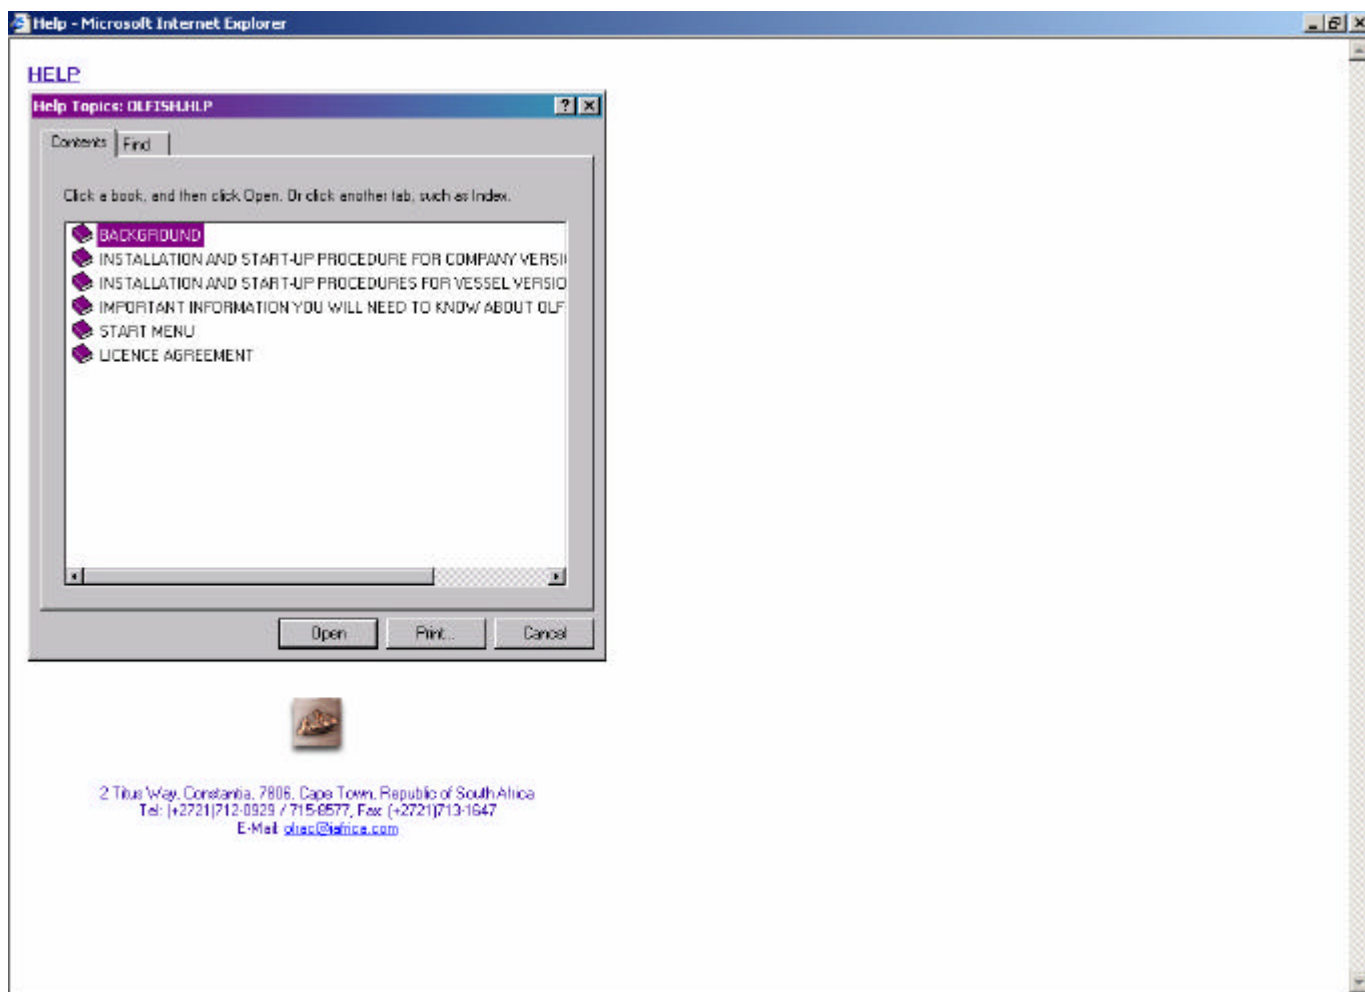 Help - Microsoft Internet Explorer
HELP
Help Topics: OLFISH.HLP
Contents Find
Click a book, and then click Open. Or click another tab, such as Index.
BACKGROUND
INSTALLATION AND START-UP PROCEDURE FOR COMPANY VERSI
INSTALLATION AND START-UP PROCEDURES FOR VESSEL VERSIO
IMPORTANT INFORMATION YOU WILL NEED TO KNOW ABOUT OLF
START MENU
LICENCE AGREEMENT
Open Print... Cancel
2 Titus Way, Constantia, 7806, Cape Town, Republic of South Africa
Tel: (+2721)712-0929 / 715-8577, Fax: (+2721)713-1647
E-Mail: olrac@iafrica.com